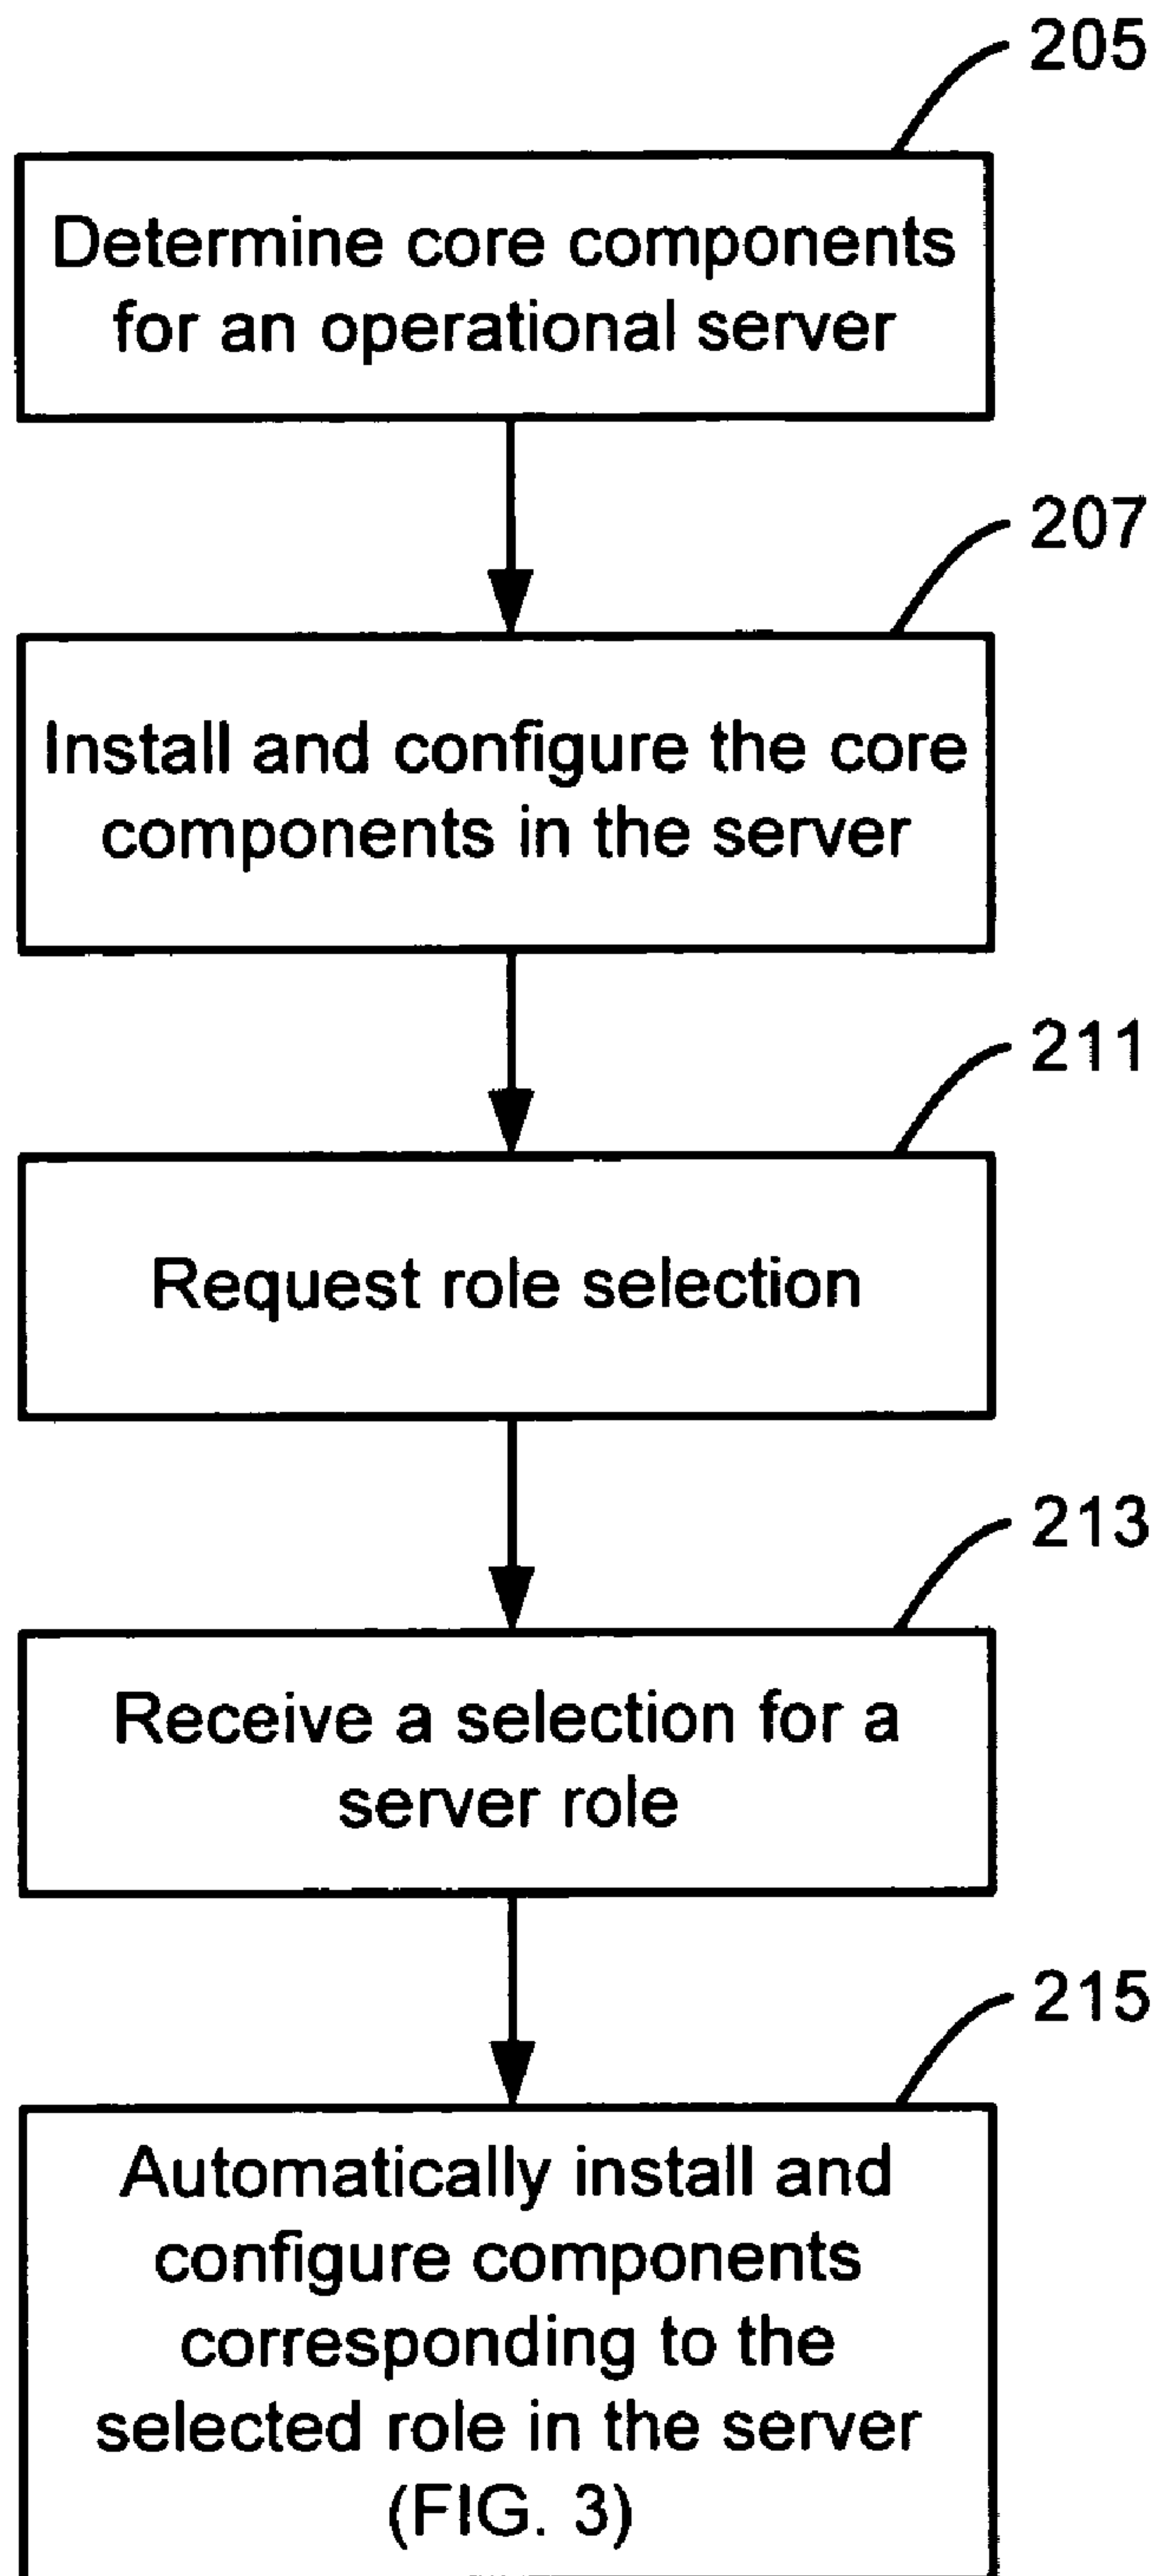 205
Determine core components
for an operational server
207
Install and configure the core
components in the server
211
Request role selection
213
Receive a selection for a
server role
215
Automatically install and
configure components
corresponding to the
selected role in the server
(FIG. 3)